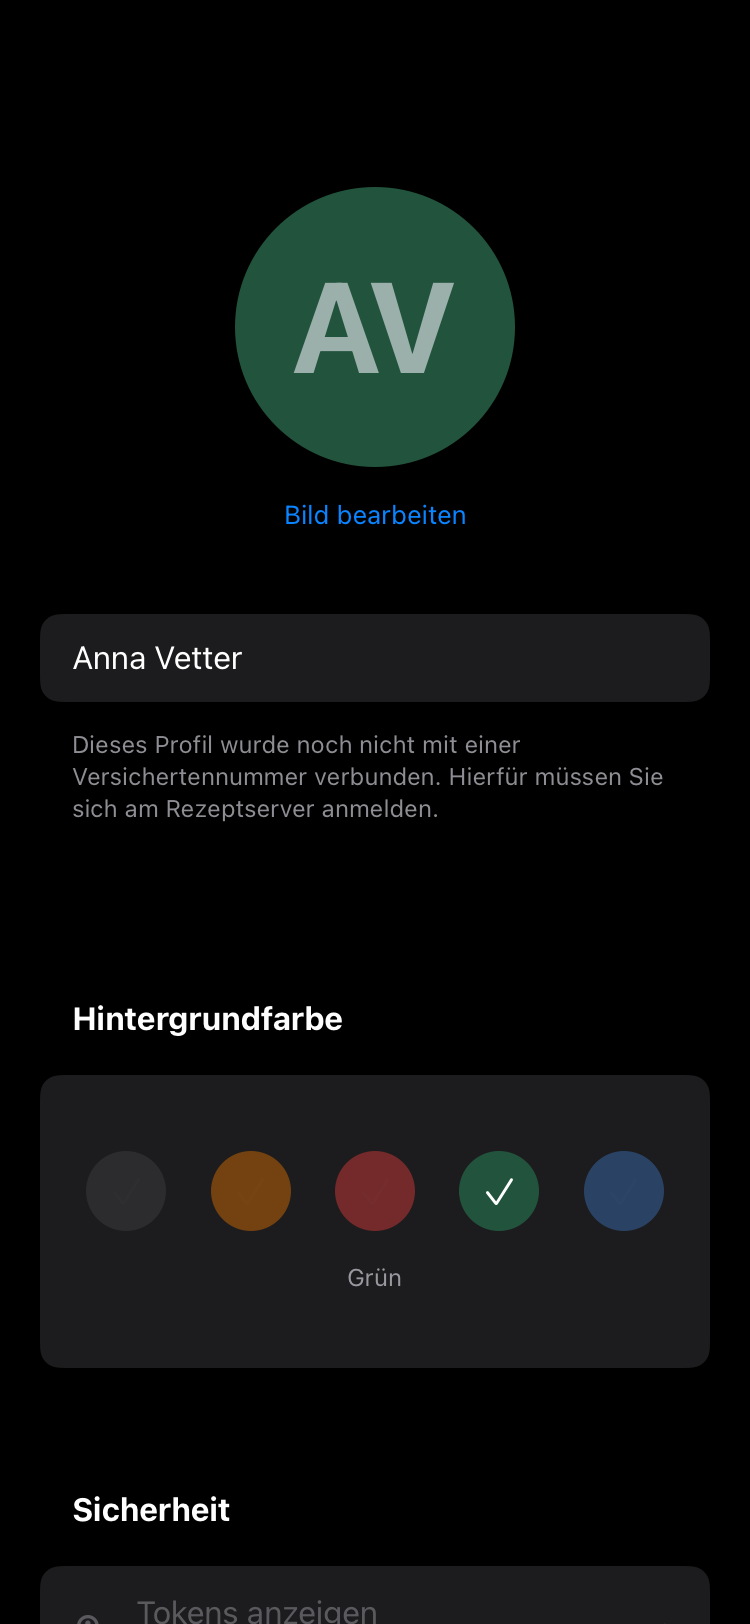 AV
Bild bearbeiten
Anna Vetter
Dieses Profil wurde noch nicht mit einer
Versichertennummer verbunden. Hierfür müssen Sie
sich am Rezeptserver anmelden.
Hintergrundfarbe
Grün
Sicherheit
Tokens anzeigen